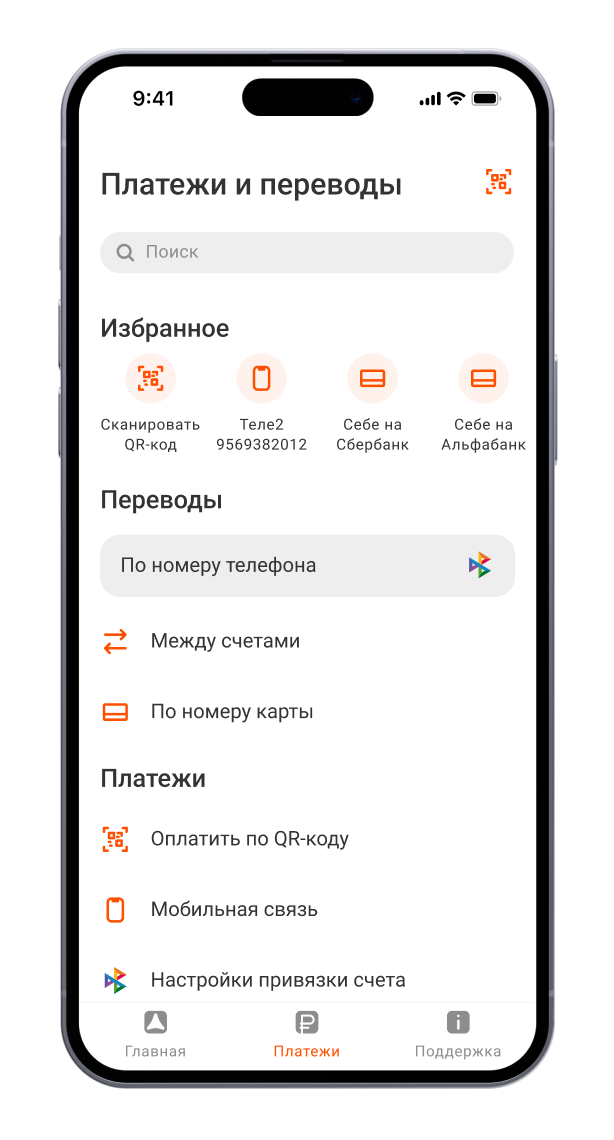 9:41
Платежи и переводы
Поиск
Избранное
Сканировать
QR-код
Теле2
9569382012
Себе на
Сбербанк
Себе на
Альфабанк
Переводы
По номеру телефона
Между счетами
По номеру карты
Платежи
Оплатить по QR-коду
Мобильная связь
Настройки привязки счета
Главная
Платежи
Поддержка